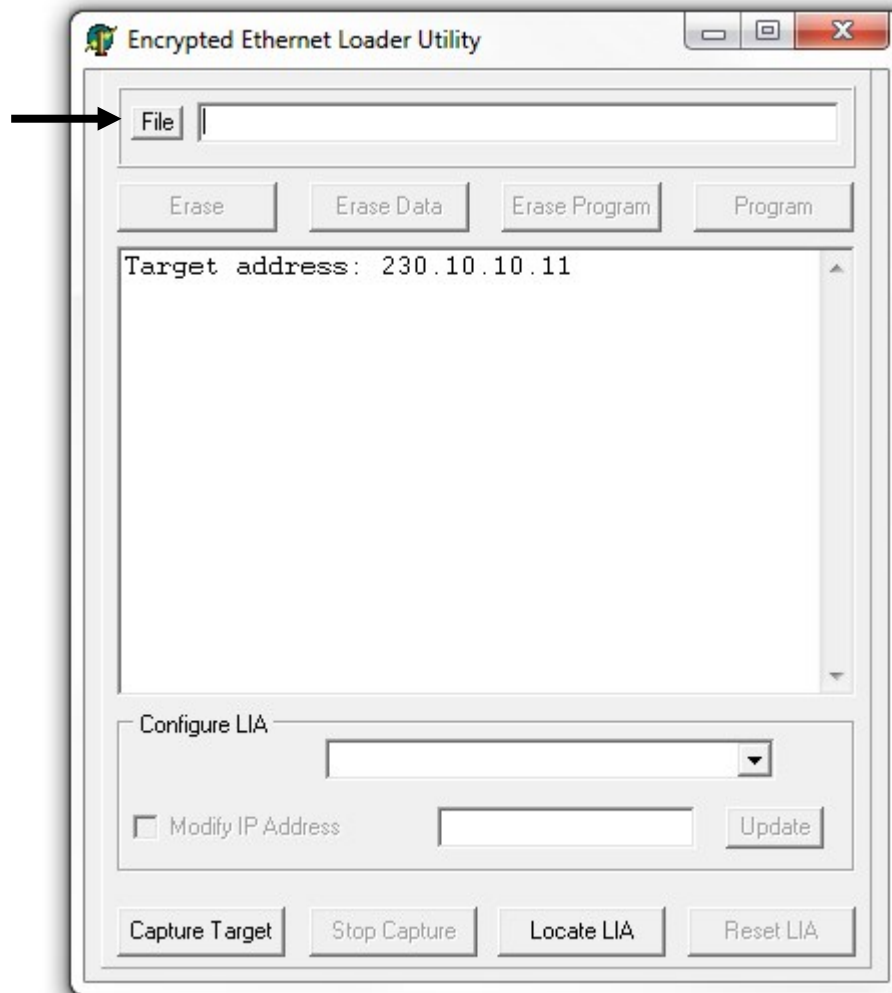 Encrypted Ethernet Loader Utility
File
Erase Erase Data Erase Program Program
Target address: 230.10.10.11
Configure LIA
Modify IP Address Update
Capture Target Stop Capture Locate LIA Reset LIA